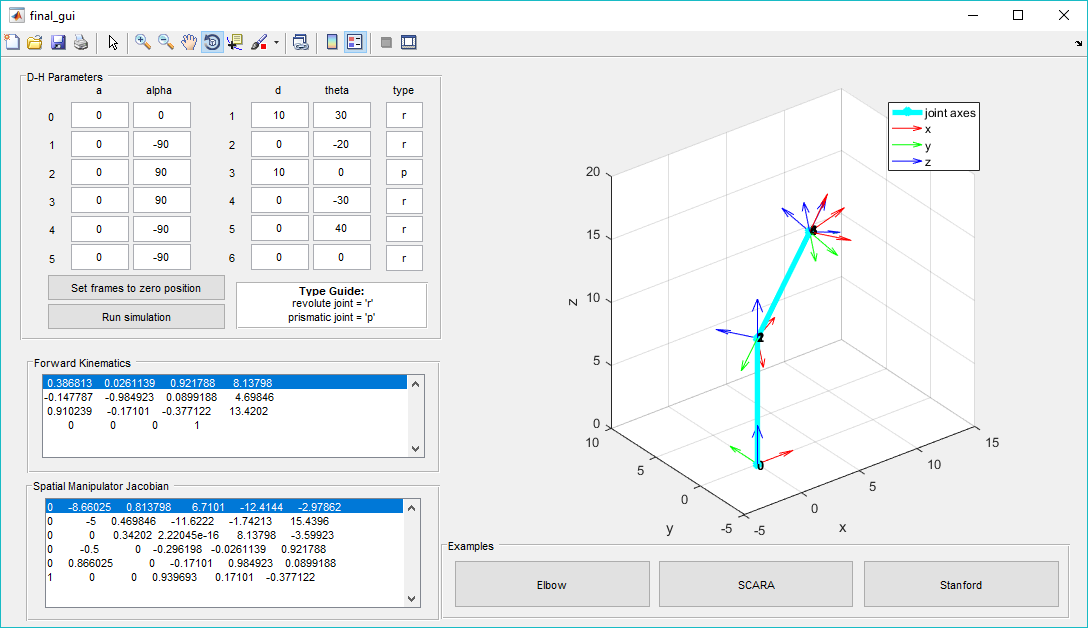 final_gui
D-H Parameters
a alpha d theta type
0 0 0 1 10 30 r
1 0 -90 2 0 -20 r
2 0 90 3 10 0 p
3 0 90 4 0 -30 r
4 0 -90 5 0 40 r
5 0 -90 6 0 0 r
Set frames to zero position
Run simulation
Type Guide:
revolute joint = 'r'
prismatic joint = 'p'
Forward Kinematics
0.386813 0.0261139 0.921788 8.13798
-0.147787 -0.984923 0.0899188 4.69846
0.910239 -0.17101 -0.377122 13.4202
0 0 0 1
Spatial Manipulator Jacobian
0 -8.66025 0.813798 6.7101 -12.4144 -2.97862
0 -5 0.469846 -11.6222 -1.74213 15.4396
0 0 0.34202 2.22045e-16 8.13798 -3.59923
0 -0.5 0 -0.296198 -0.0261139 0.921788
0 0.866025 0 -0.17101 0.984923 0.0899188
1 0 0 0.939693 0.17101 -0.377122
joint axes
x
y
z
20
15
10
5
0
z
10
5
0
-5
y
-5
0
5
10
15
x
2
0
Examples
Elbow SCARA Stanford